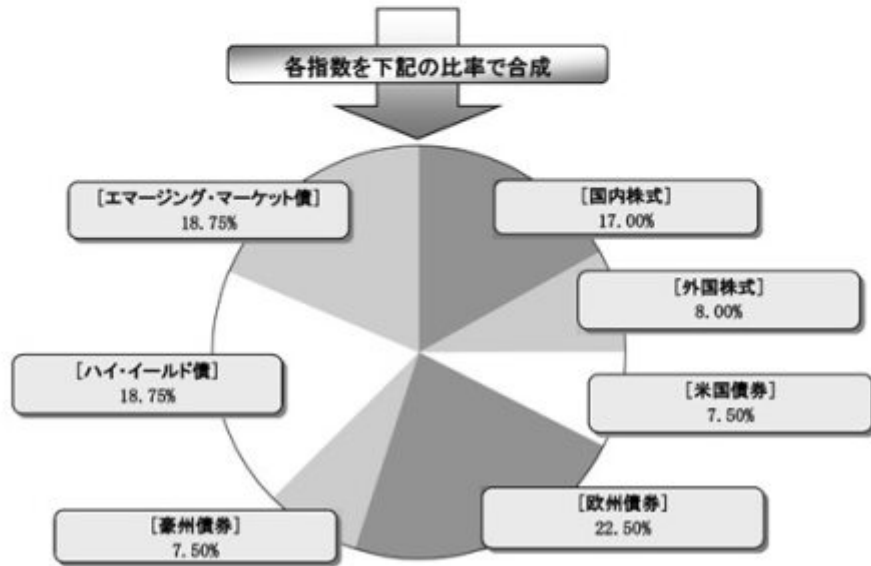 各指数を下記の比率で合成
[エマージング・マーケット債]
18.75%
[国内株式]
17.00%
[外国株式]
8.00%
[ハイ・イールド債]
18.75%
[米国債券]
7.50%
[豪州債券]
7.50%
[欧州債券]
22.50%